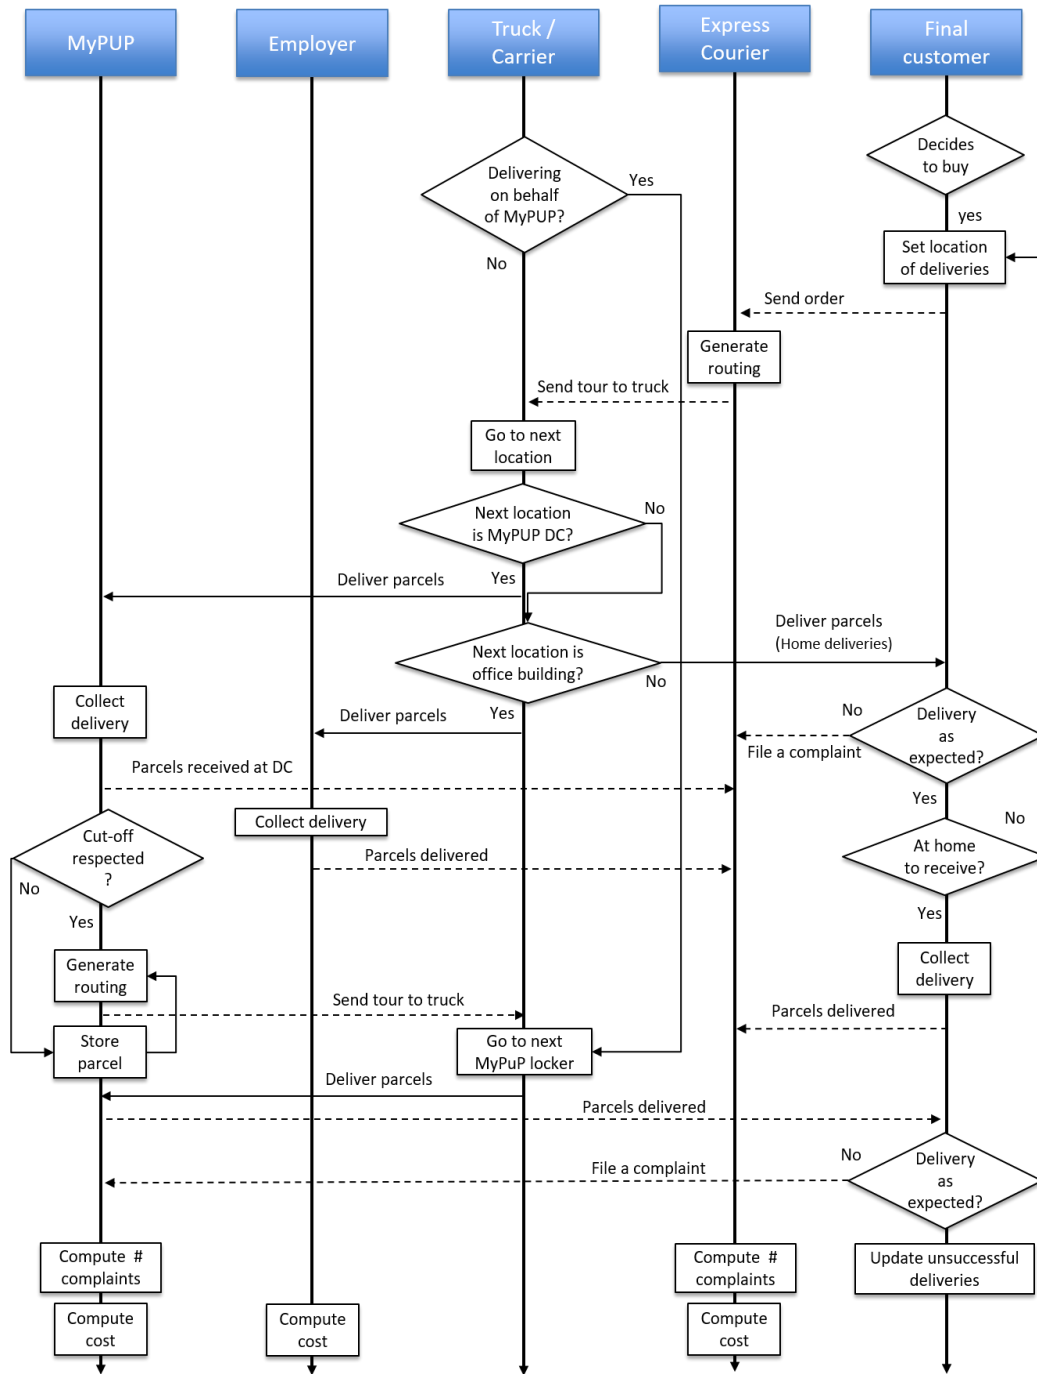 MyPUP
Employer
Truck /
Carrier
Express
Courier
Final
customer
Decides
to buy
Delivering
on behalf
of MyPUP?
Yes
yes
Set location
of deliveries
No
Send order
Generate
routing
Send tour to truck
Go to next
location
Next location
is MyPUP DC?
No
Yes
Deliver parcels
Deliver parcels
(Home deliveries)
Next location is
office building?
No
Yes
Collect
delivery
Deliver parcels
No
Delivery
as
expected?
File a complaint
Parcels received at DC
Yes
No
Collect delivery
Cut-off
respected
?
At home
to receive?
Parcels delivered
No
Yes
Yes
Generate
routing
Collect
delivery
Send tour to truck
Parcels delivered
Store
parcel
Go to next
MyPuP locker
Deliver parcels
Parcels delivered
No
Delivery
as
expected?
File a complaint
Compute #
complaints
Compute #
complaints
Update unsuccessful
deliveries
Compute
cost
Compute
cost
Compute
cost